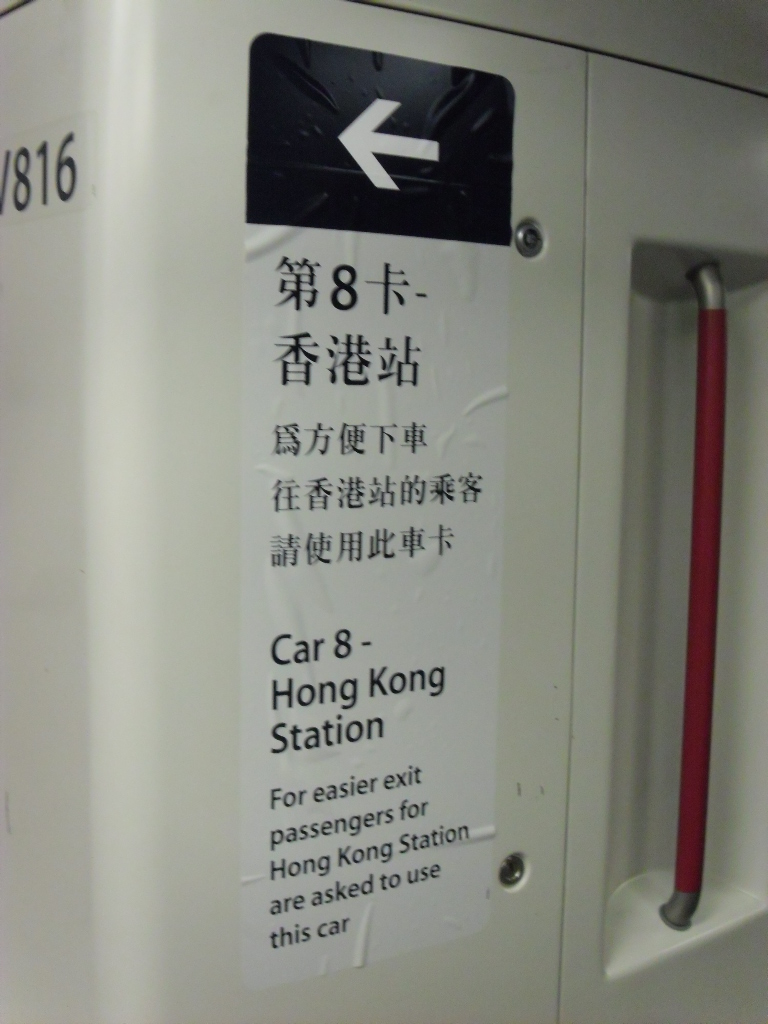 V816
第8卡-
香港站
爲方便下車
往香港站的乘客
請使用此車卡
Car 8 -
Hong Kong
Station
For easier exit
passengers for
Hong Kong Station
are asked to use
this car